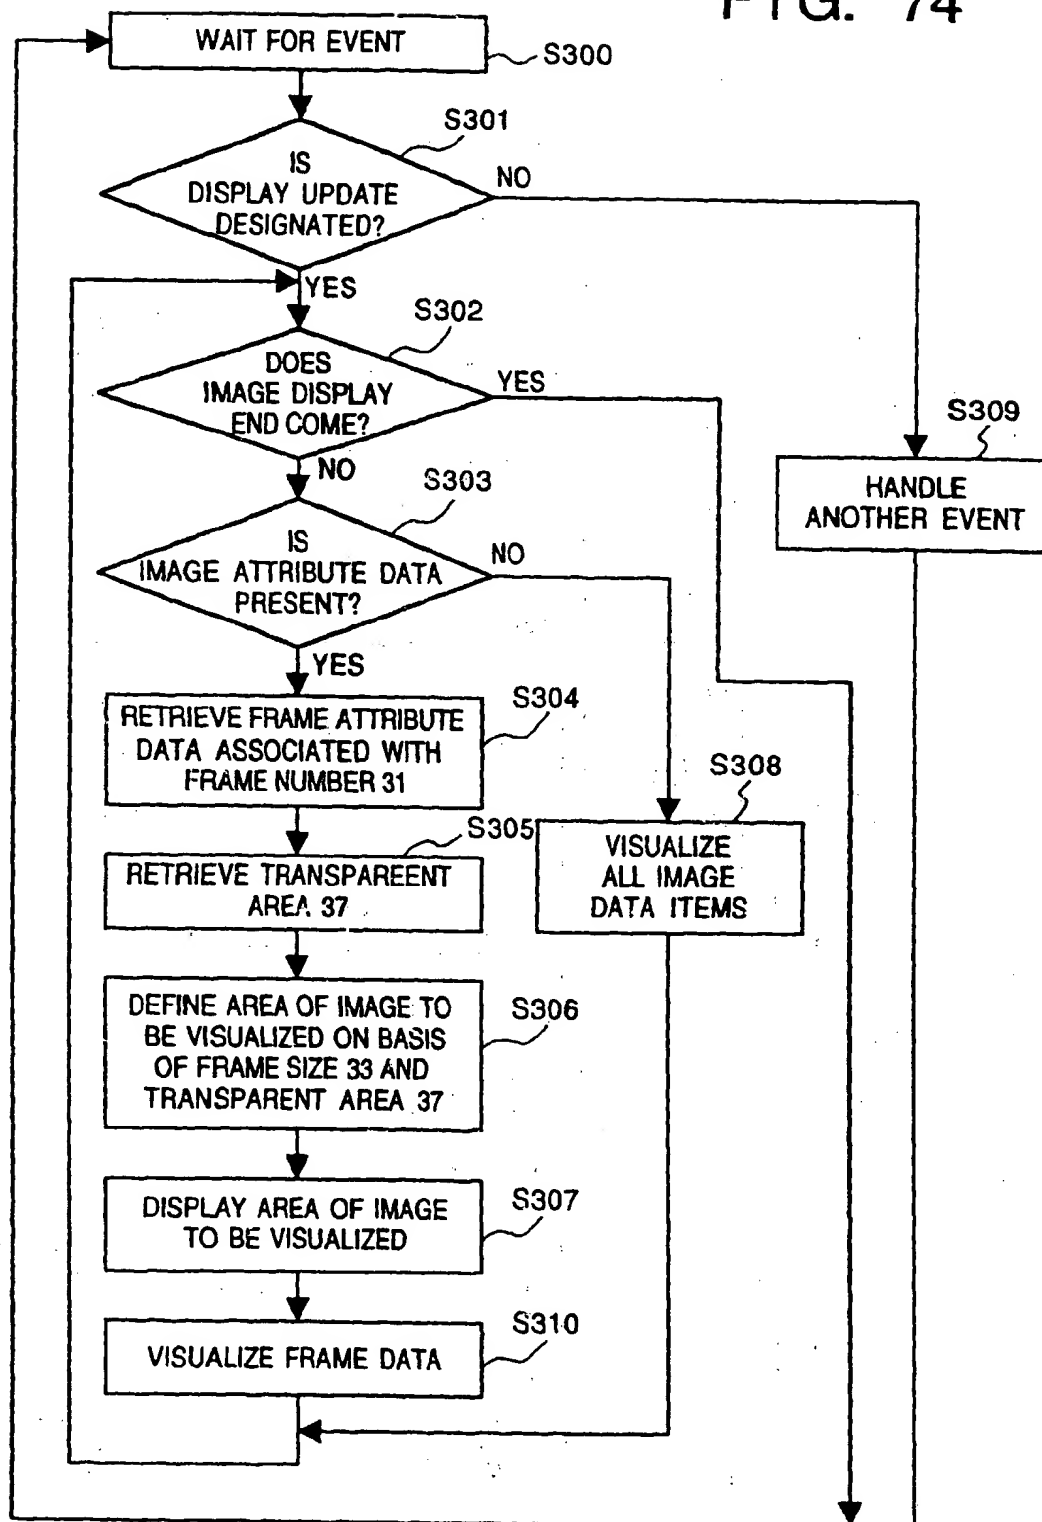 FIG. 74
WAIT FOR EVENT
S300
S301
IS
DISPLAY UPDATE
DESIGNATED?
NO
YES
S302
DOES
IMAGE DISPLAY
END COME?
YES
NO
S303
IS
IMAGE ATTRIBUTE DATA
PRESENT?
NO
YES
S304
RETRIEVE FRAME ATTRIBUTE
DATA ASSOCIATED WITH
FRAME NUMBER 31
S305
RETRIEVE TRANSPAREENT
AREA 37
S306
DEFINE AREA OF IMAGE TO
BE VISUALIZED ON BASIS
OF FRAME SIZE 33 AND
TRANSPARENT AREA 37
S307
DISPLAY AREA OF IMAGE
TO BE VISUALIZED
S310
VISUALIZE FRAME DATA
S308
VISUALIZE
ALL IMAGE
DATA ITEMS
S309
HANDLE
ANOTHER EVENT